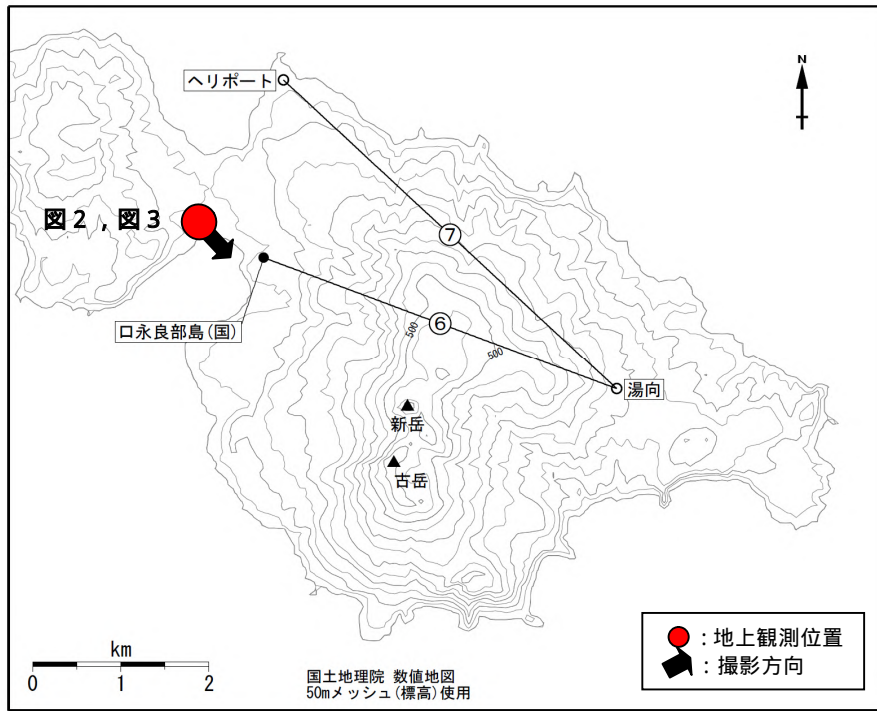 ヘリポート
N
図2,図3
⑦
口永良部島(国)
⑥
500
500
湯向
新岳
古岳
km
0 1 2
国土地理院 数値地図
50mメッシュ(標高)使用
:地上観測位置
:撮影方向